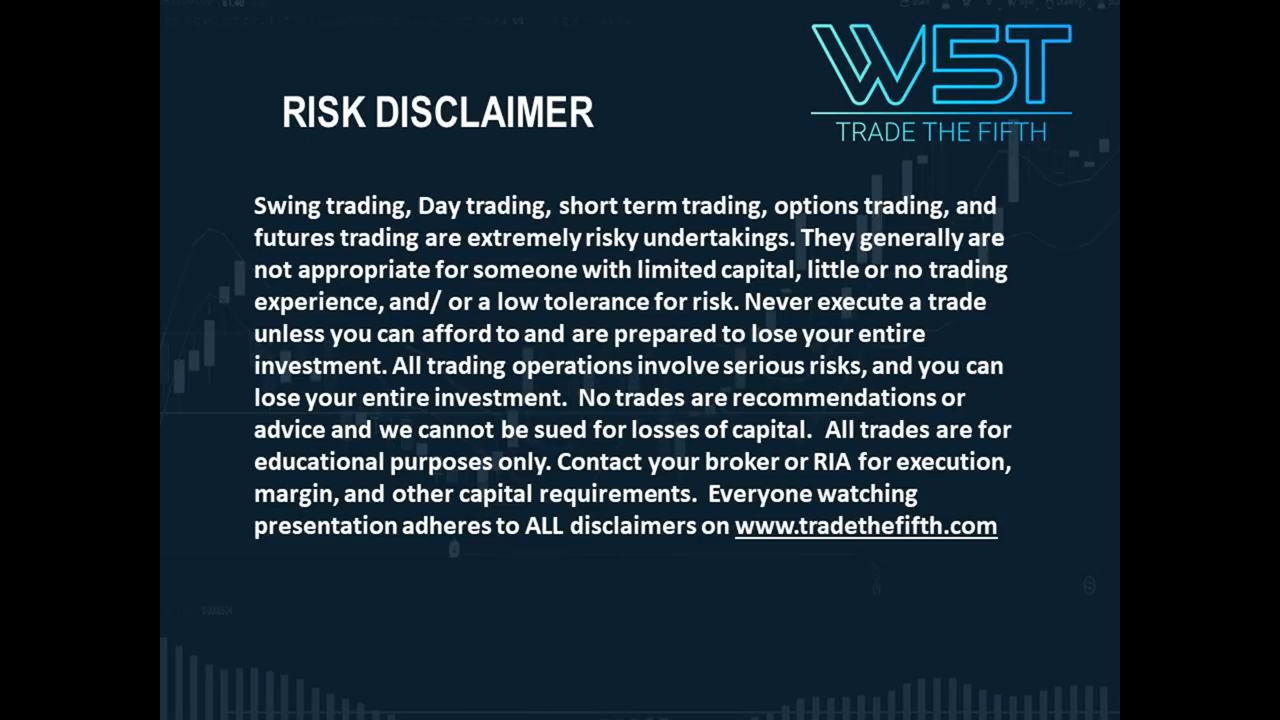 W5T
TRADE THE FIFTH
RISK DISCLAIMER
Swing trading, Day trading, short term trading, options trading, and
futures trading are extremely risky undertakings. They generally are
not appropriate for someone with limited capital, little or no trading
experience, and/ or a low tolerance for risk. Never execute a trade
unless you can afford to and are prepared to lose your entire
investment. All trading operations involve serious risks, and you can
lose your entire investment.  No trades are recommendations or
advice and we cannot be sued for losses of capital.  All trades are for
educational purposes only. Contact your broker or RIA for execution,
margin, and other capital requirements.  Everyone watching
presentation adheres to ALL disclaimers on www.tradethefifth.com